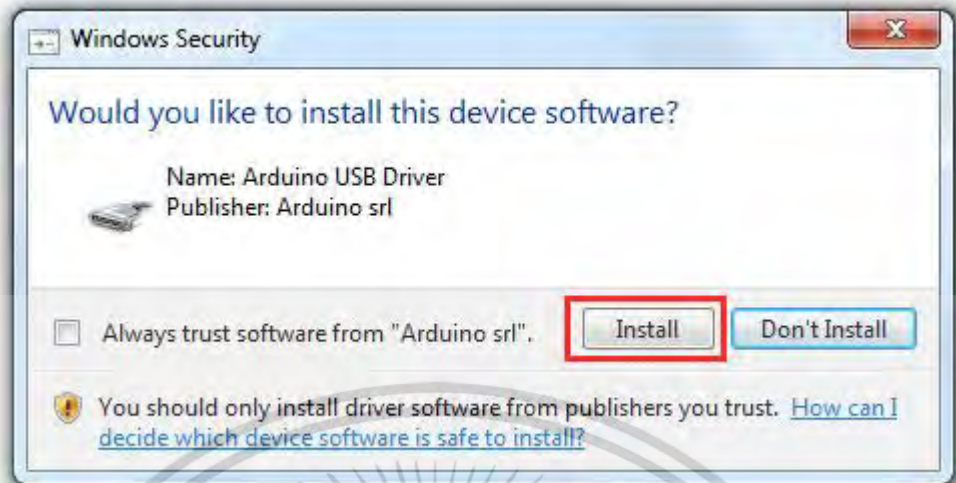 Windows Security
Would you like to install this device software?
Name: Arduino USB Driver
Publisher: Arduino srl
Always trust software from "Arduino srl".
Install
Don't Install
You should only install driver software from publishers you trust. How can I
decide which device software is safe to install?